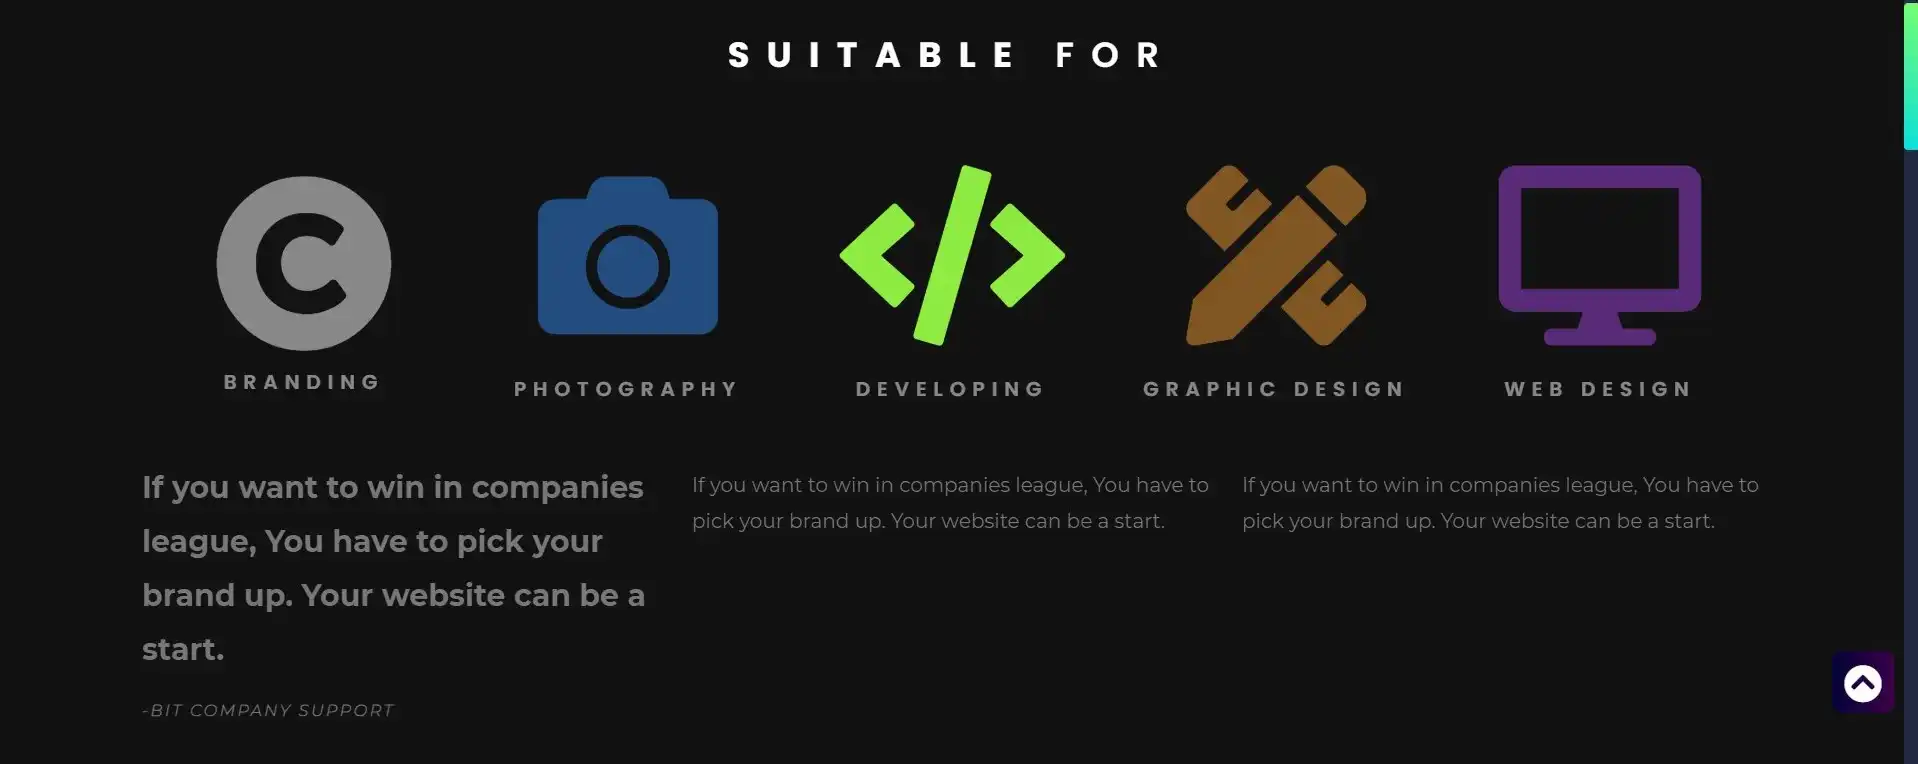 SUITABLE FOR
BRANDING
PHOTOGRAPHY
DEVELOPING
GRAPHIC DESIGN
WEB DESIGN
If you want to win in companies
league, You have to pick your
brand up. Your website can be a
start.
-BIT COMPANY SUPPORT
If you want to win in companies league, You have to
pick your brand up. Your website can be a start.
If you want to win in companies league, You have to
pick your brand up. Your website can be a start.